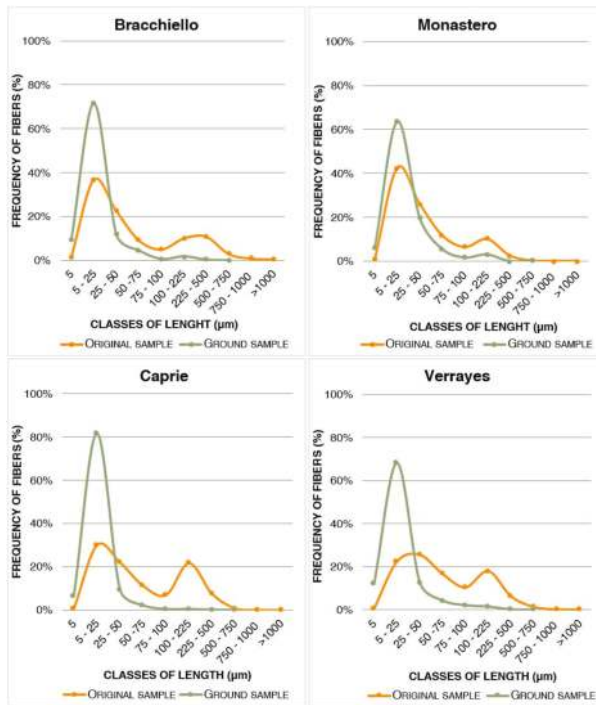 Bracchiello
FREQUENCY OF FIBERS (%)
100%
80%
60%
40%
20%
0%
5
5 - 25
25 - 50
50 -75
75 - 100
100 - 225
225 - 500
500 - 750
750 - 1000
>1000
CLASSES OF LENGHT (µm)
ORIGINAL SAMPLE GROUND SAMPLE
Monastero
FREQUENCY OF FIBERS (%)
100%
80%
60%
40%
20%
0%
5
5 - 25
25 - 50
50 -75
75 - 100
100 - 225
225 - 500
500 - 750
750 - 1000
>1000
CLASSES OF LENGHT (µm)
ORIGINAL SAMPLE GROUND SAMPLE
Caprie
FREQUENCY OF FIBERS (%)
100%
80%
60%
40%
20%
0%
5
5 - 25
25 - 50
50 -75
75 - 100
100 - 225
225 - 500
500 - 750
750 - 1000
>1000
CLASSES OF LENGTH (µm)
ORIGINAL SAMPLE GROUND SAMPLE
Verrayes
FREQUENCY OF FIBERS (%)
100%
80%
60%
40%
20%
0%
5
5 - 25
25 - 50
50 -75
75 - 100
100 - 225
225 - 500
500 - 750
750 - 1000
>1000
CLASSES OF LENGTH (µm)
ORIGINAL SAMPLE GROUND SAMPLE